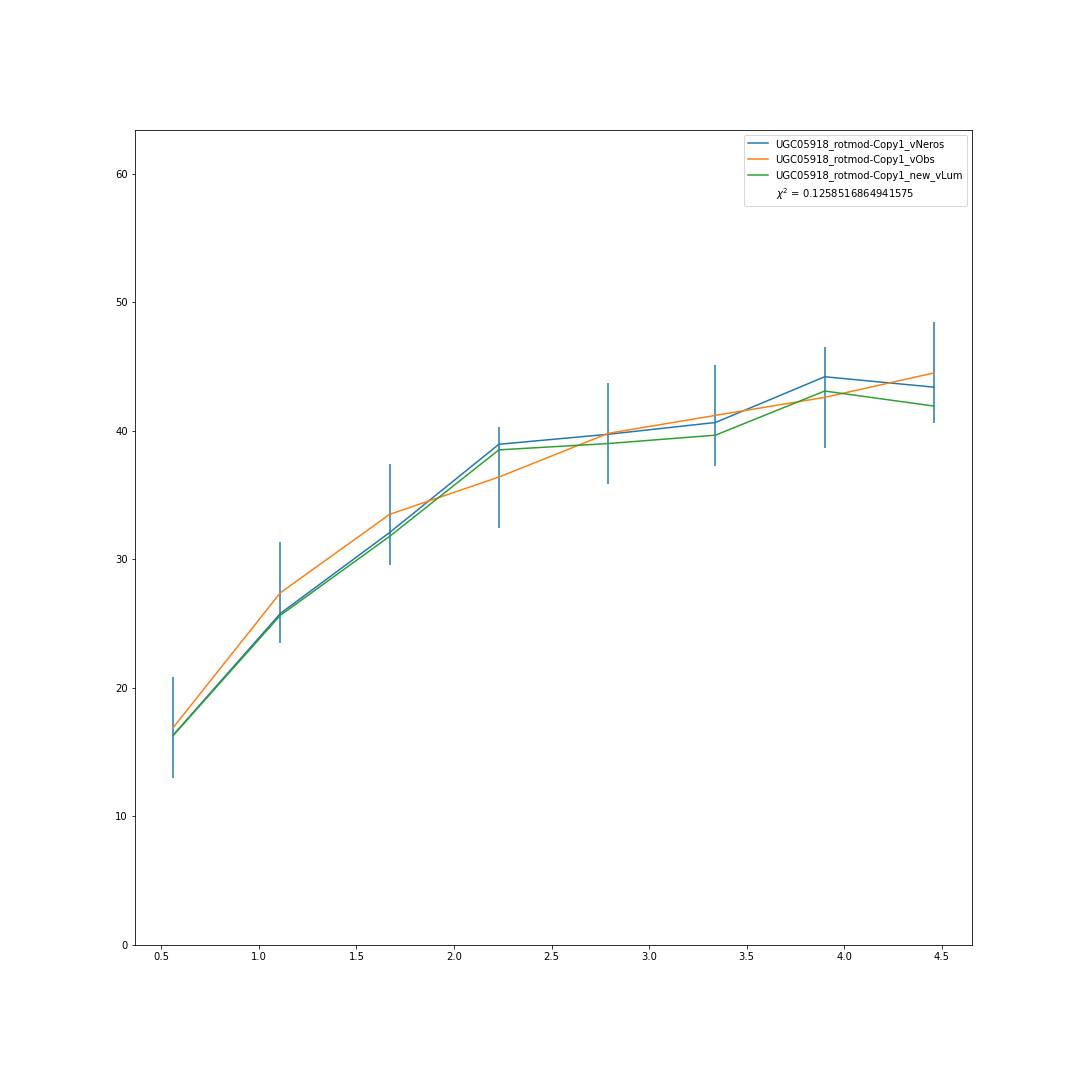 UGC05918_rotmod-Copy1_vNeros
UGC05918_rotmod-Copy1_vObs
UGC05918_rotmod-Copy1_new_vLum
χ² = 0.1258516864941575
60
50
40
30
20
10
0
0.5 1.0 1.5 2.0 2.5 3.0 3.5 4.0 4.5